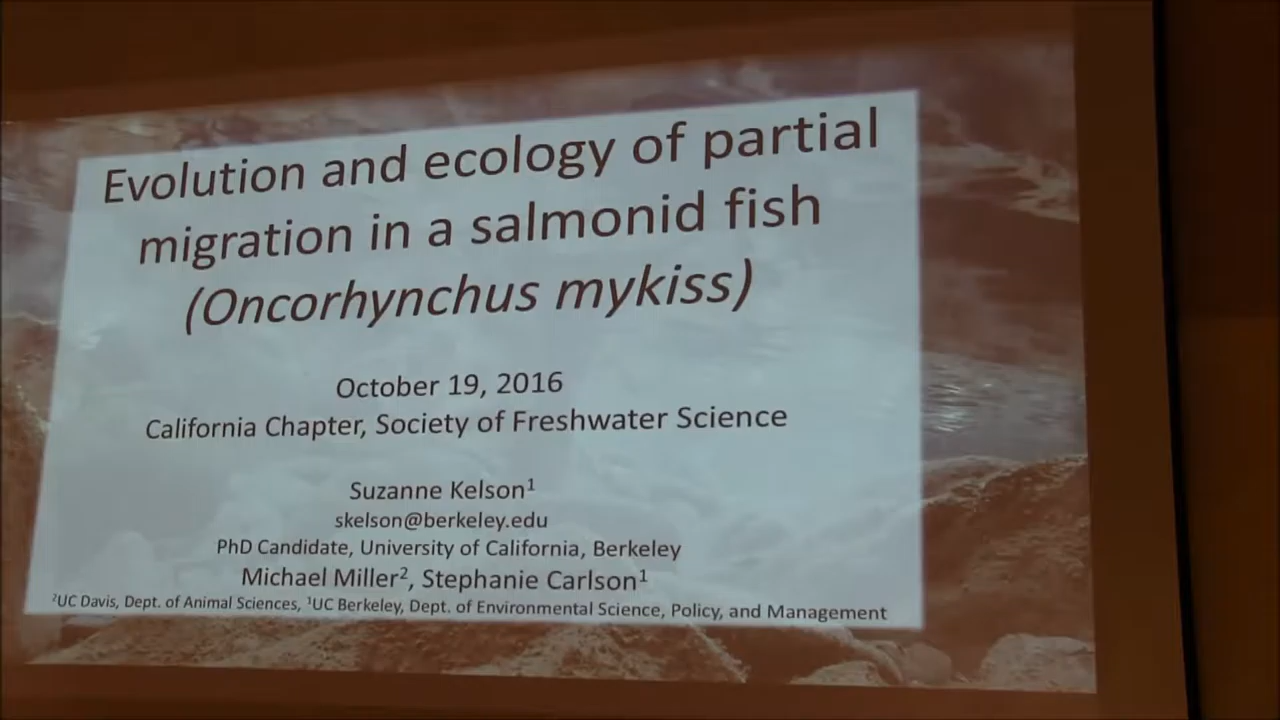 Evolution and ecology of partial
migration in a salmonid fish
(Oncorhynchus mykiss)
October 19, 2016
California Chapter, Society of Freshwater Science
Suzanne Kelson¹
skelson@berkeley.edu
PhD Candidate, University of California, Berkeley
Michael Miller², Stephanie Carlson¹
²UC Davis, Dept. of Animal Sciences, ¹UC Berkeley, Dept. of Environmental Science, Policy, and Management